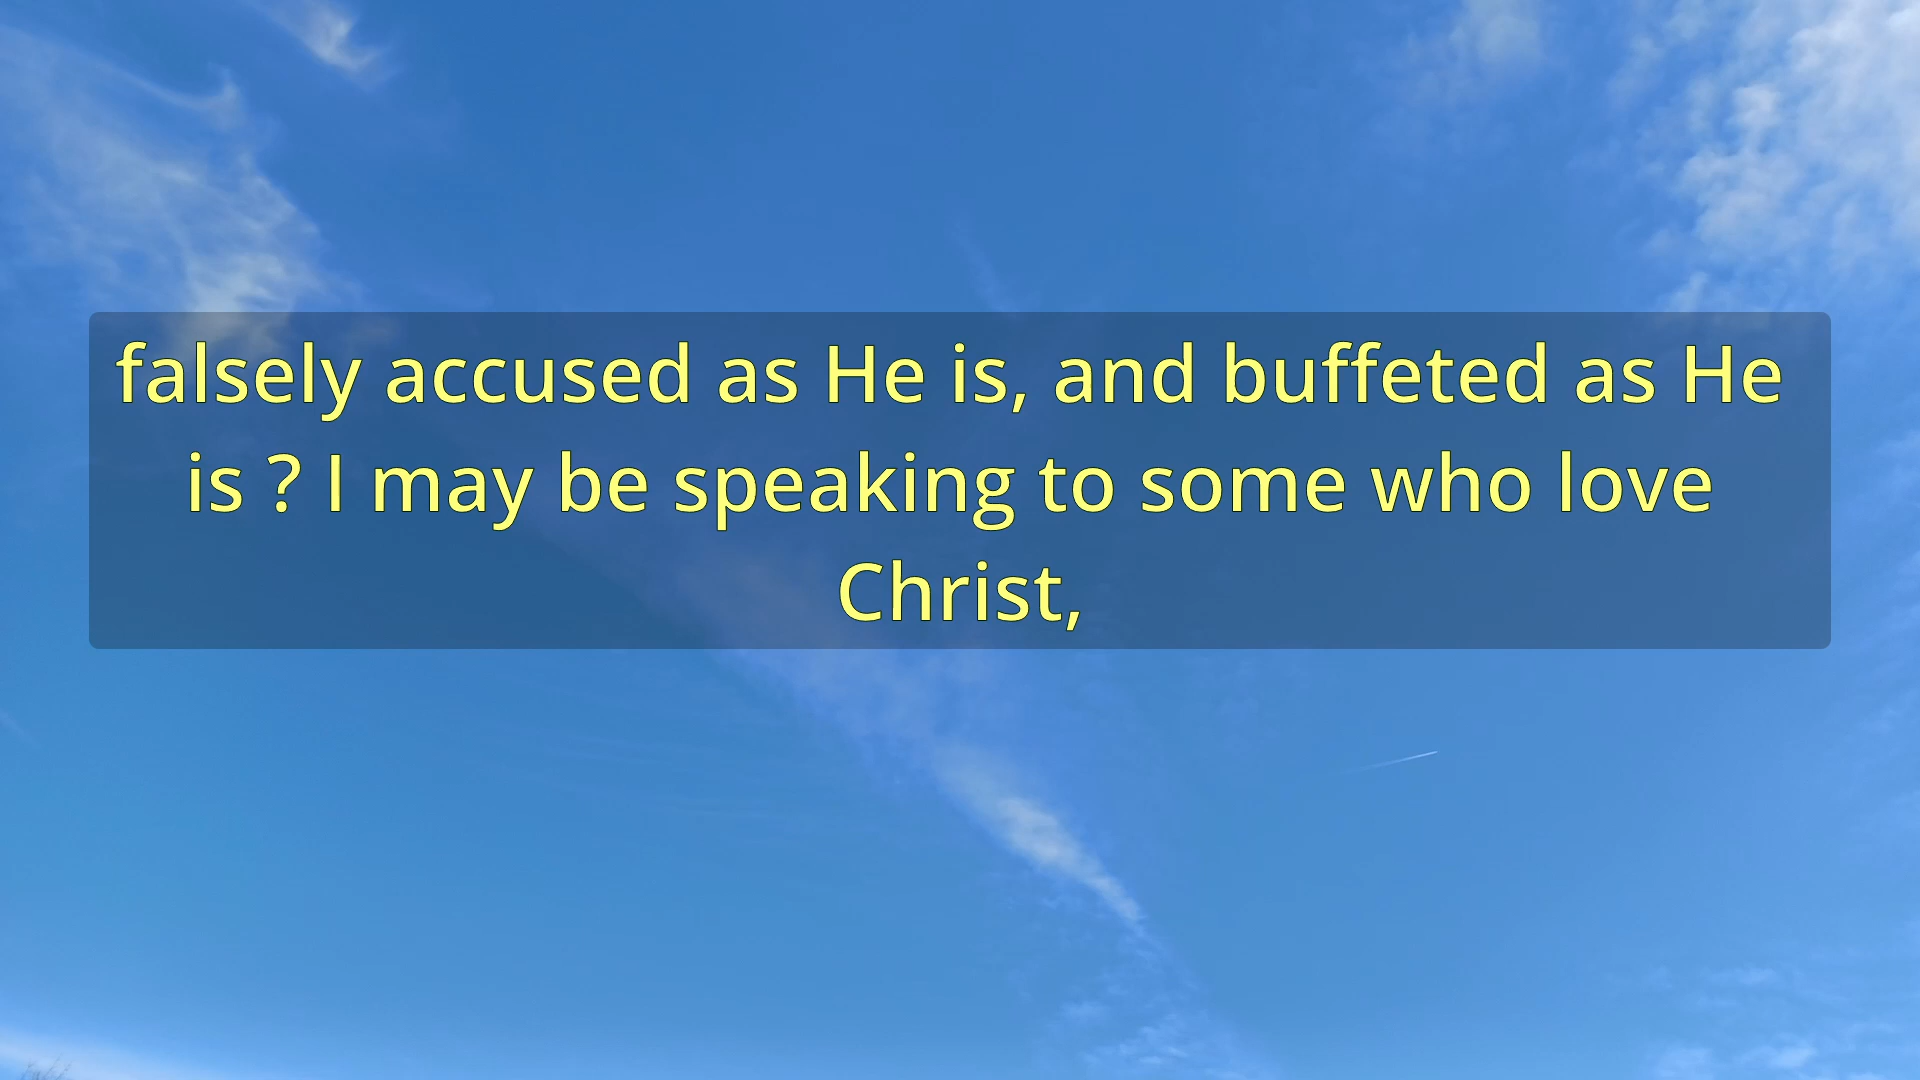 falsely accused as He is, and buffeted as He
is ? I may be speaking to some who love
Christ,